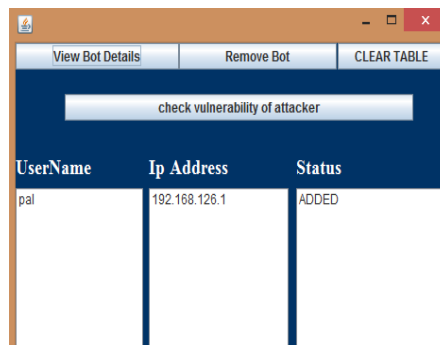 View Bot Details Remove Bot CLEAR TABLE
check vulnerability of attacker
UserName Ip Address Status
pal 192.168.126.1 ADDED